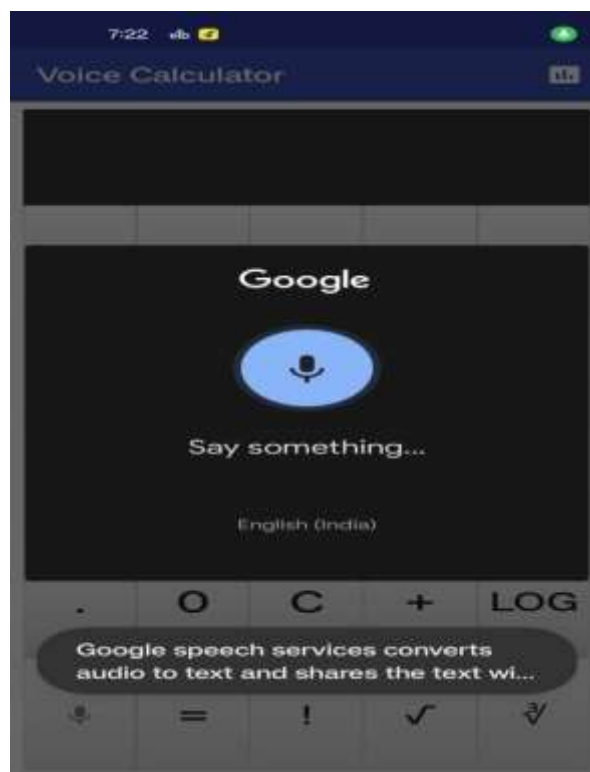 7:22
Voice Calculator
Google
Say something...
English (India)
. 0 C + LOG
Google speech services converts
audio to text and shares the text wi...
= ! √ ∛